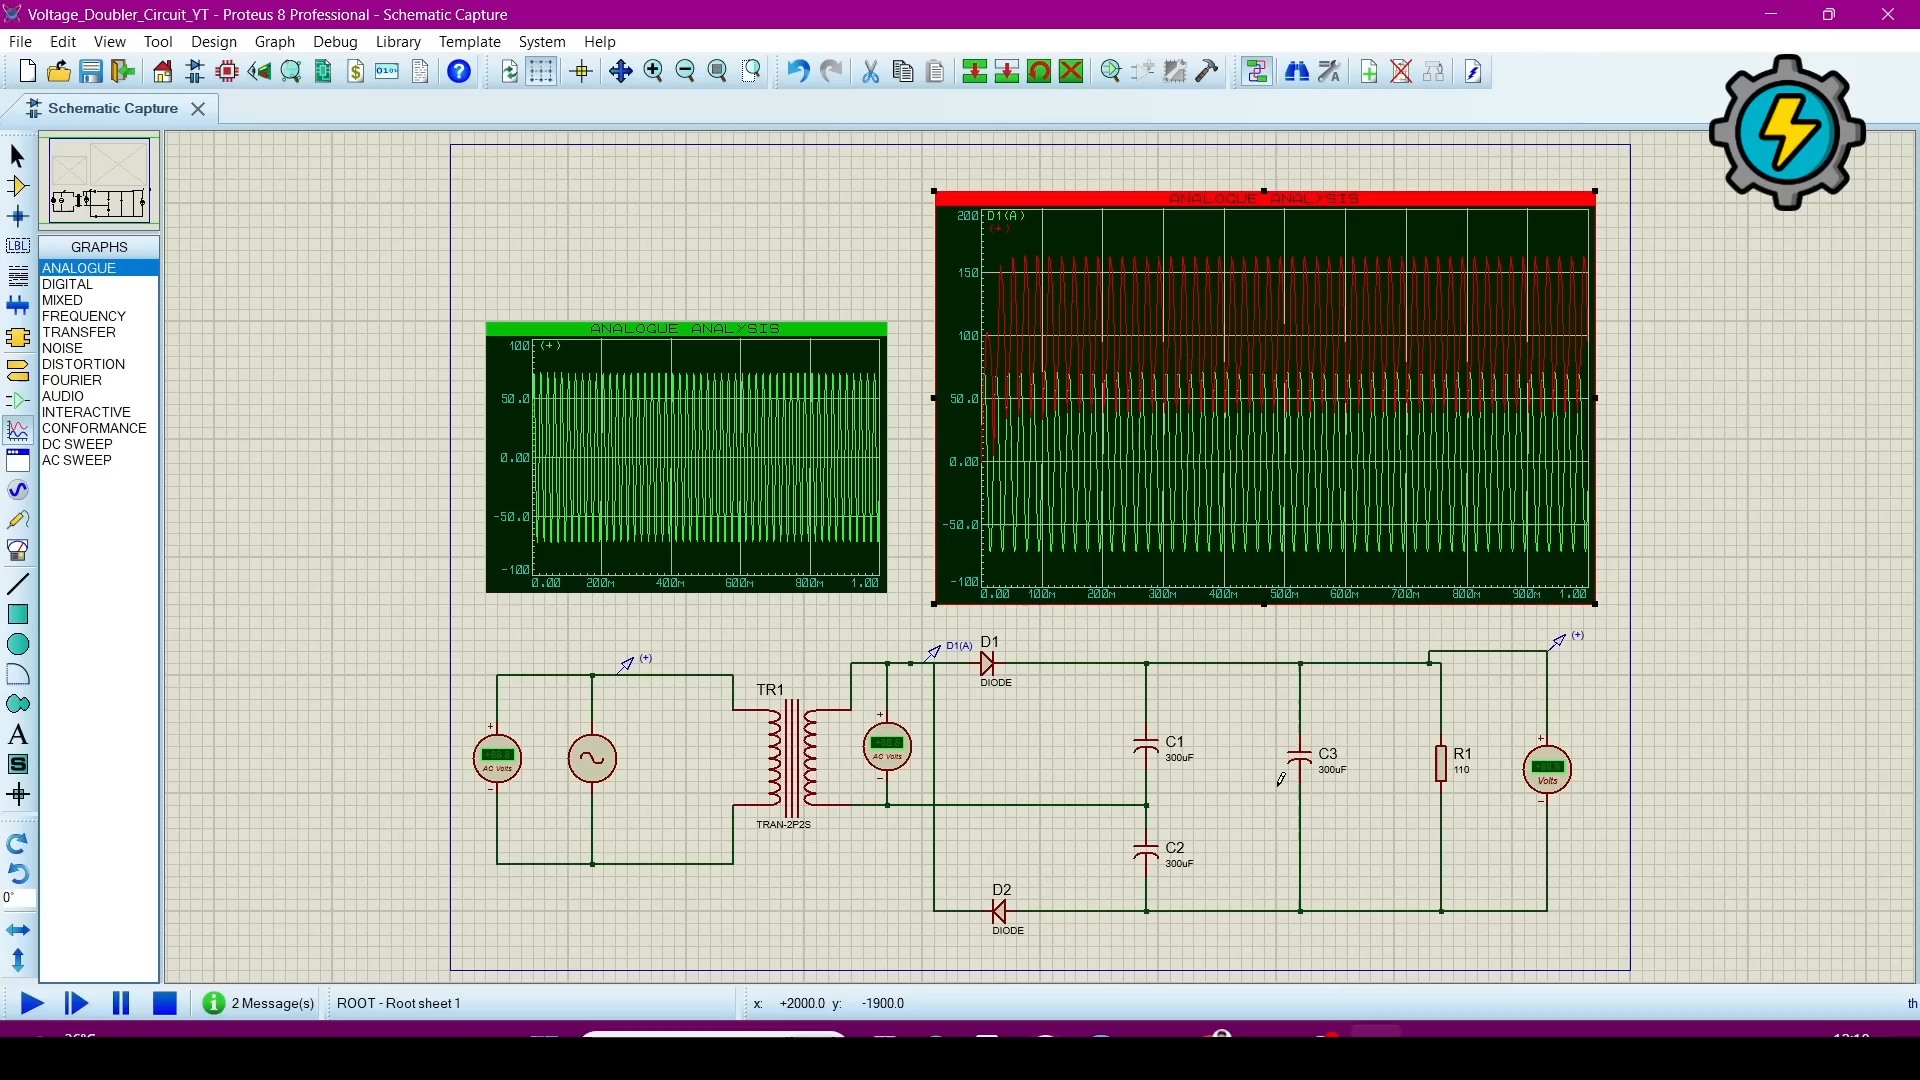 Voltage_Doubler_Circuit_YT - Proteus 8 Professional - Schematic Capture
File Edit View Tool Design Graph Debug Library Template System Help
Schematic Capture
GRAPHS
ANALOGUE
DIGITAL
MIXED
FREQUENCY
TRANSFER
NOISE
DISTORTION
FOURIER
AUDIO
INTERACTIVE
CONFORMANCE
DC SWEEP
AC SWEEP
LBL
A
S
0°
ANALOGUE ANALYSIS
100 (+)
50.0
0.00
-50.0
-100
0.00 200m 400m 600m 800m 1.00
ANALOGUE ANALYSIS
200 D1(A)
(+)
150
100
50.0
0.00
-50.0
-100
0.00 100m 200m 300m 400m 500m 600m 700m 800m 900m 1.00
(+)
AC Volts
TR1
TRAN-2P2S
AC Volts
D1(A)
D1
DIODE
C1
300uF
C2
300uF
D2
DIODE
C3
300uF
R1
110
(+)
Volts
2 Message(s) ROOT - Root sheet 1 x: +2000.0 y: -1900.0 th